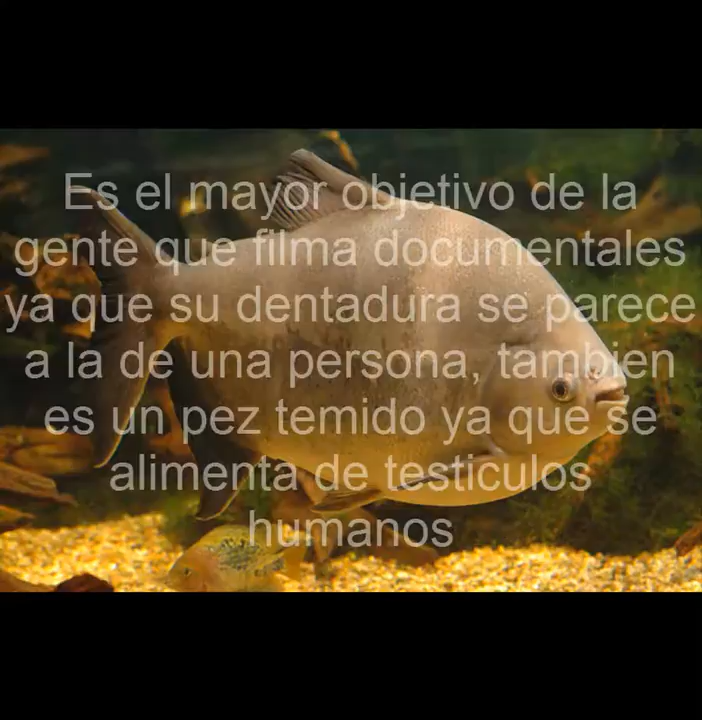 Es el mayor objetivo de la
gente que filma documentales
ya que su dentadura se parece
a la de una persona, tambien
es un pez temido ya que se
alimenta de testiculos
humanos